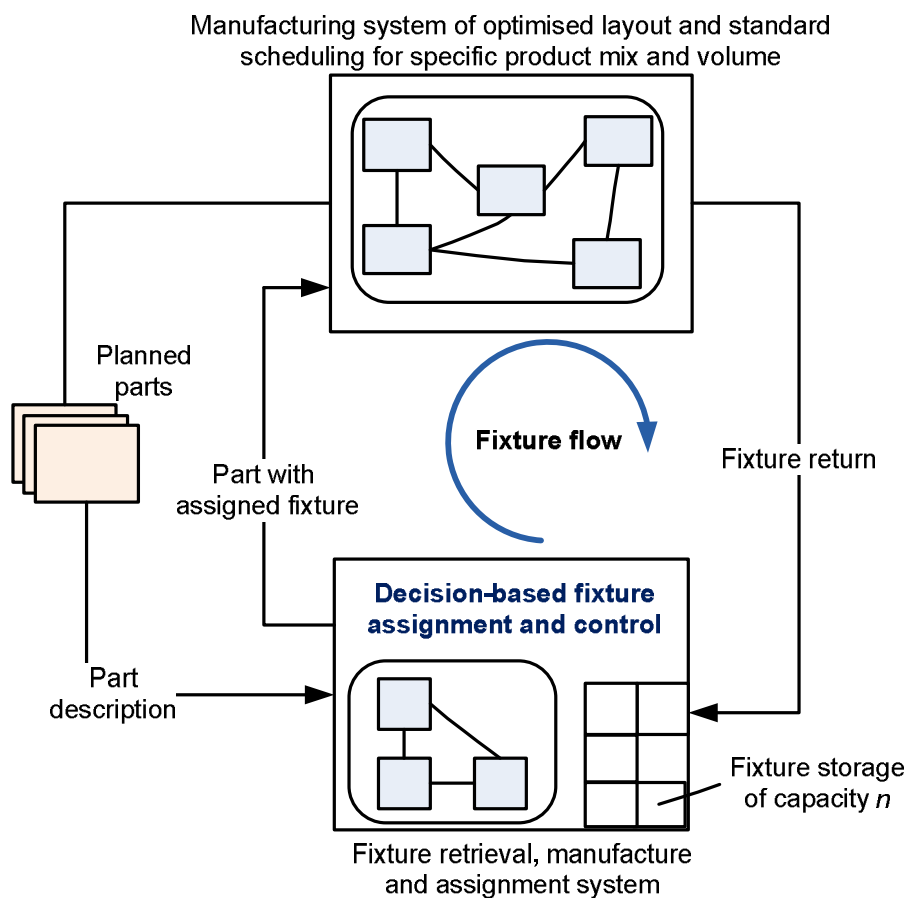 Manufacturing system of optimised layout and standard
scheduling for specific product mix and volume
Planned
parts
Fixture flow
Part with
assigned fixture
Fixture return
Decision-based fixture
assignment and control
Part
description
Fixture storage
of capacity n
Fixture retrieval, manufacture
and assignment system